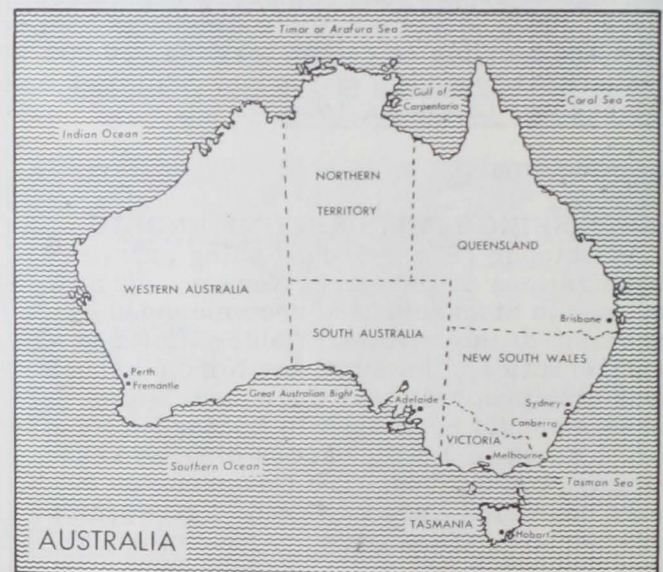 Timor or Arafura Sea
Gulf of
Carpentaria
Coral Sea
Indian Ocean
NORTHERN
TERRITORY
QUEENSLAND
WESTERN AUSTRALIA
SOUTH AUSTRALIA
Brisbane
NEW SOUTH WALES
Perth
Fremantle
Great Australian Bight
Adelaide
Sydney
Canberra
VICTORIA
Melbourne
Southern Ocean
Tasman Sea
TASMANIA
Hobart
AUSTRALIA